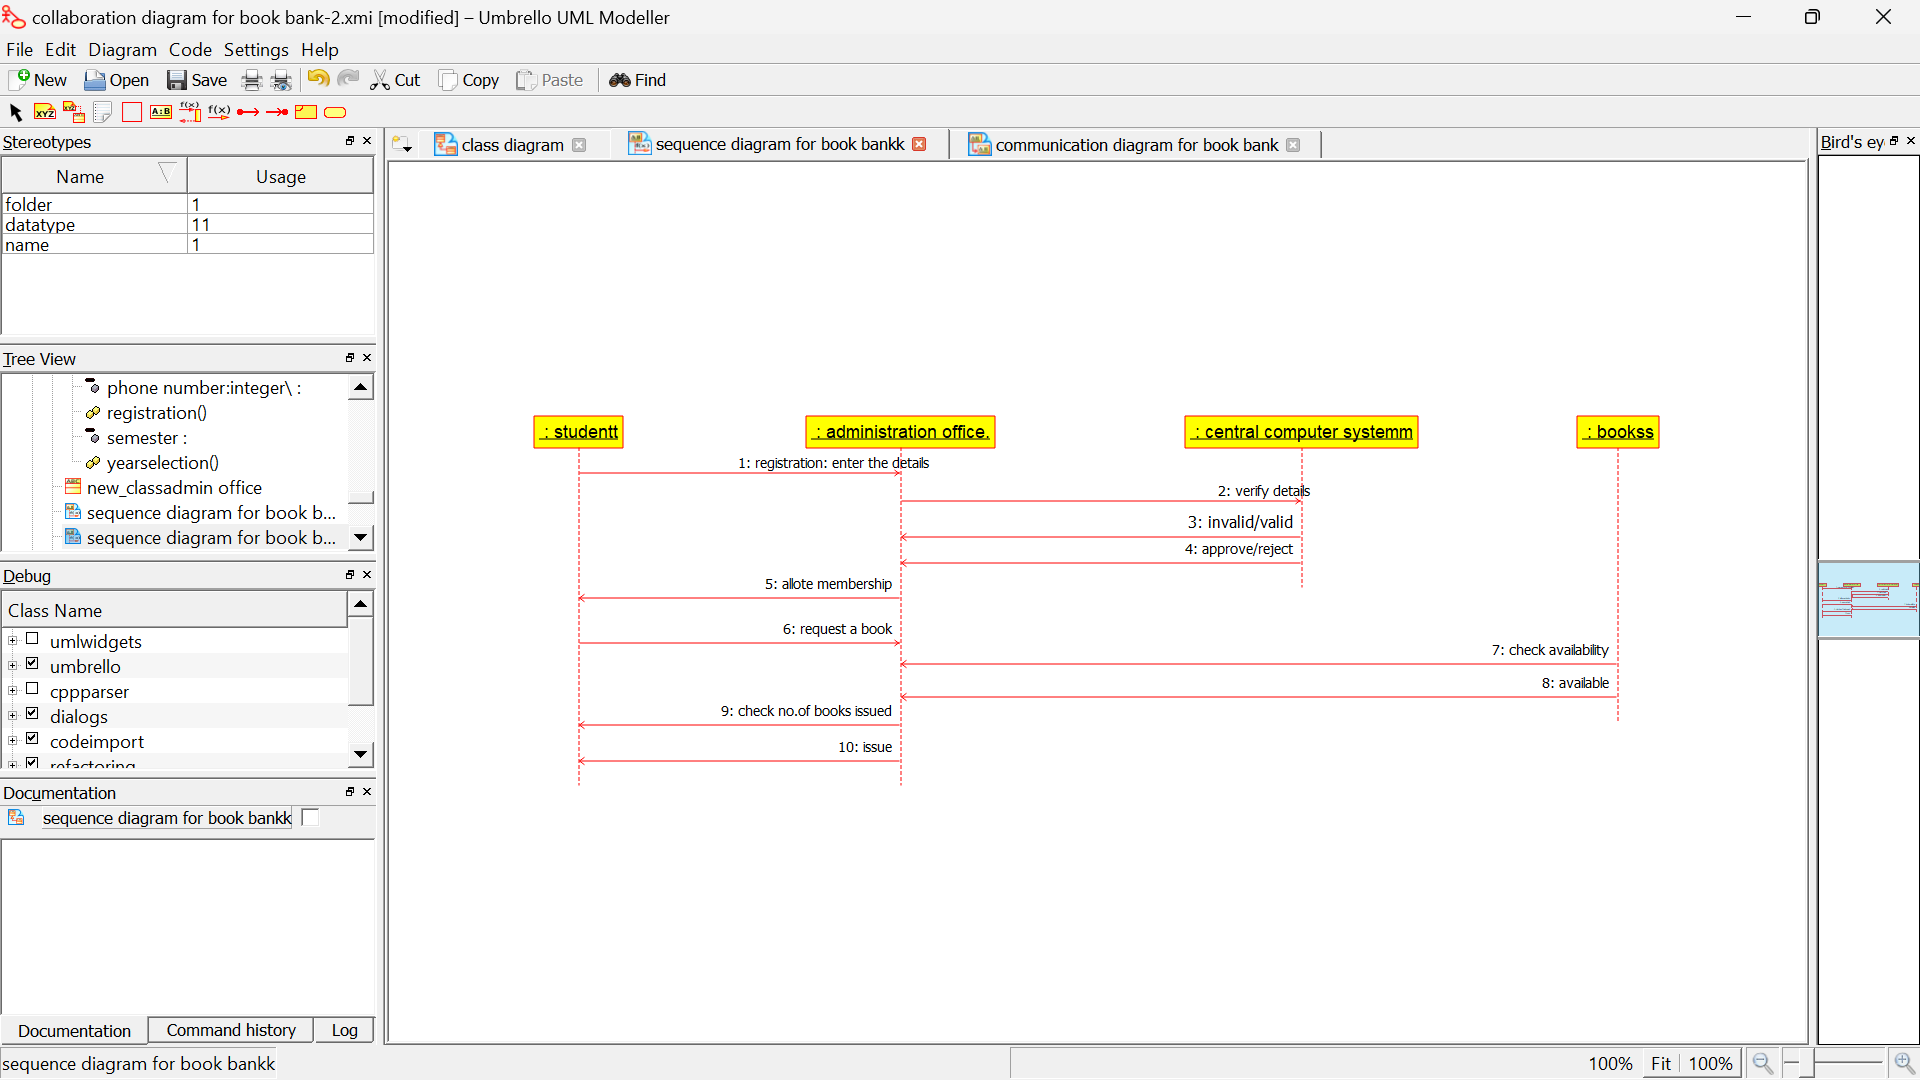 collaboration diagram for book bank-2.xmi [modified] – Umbrello UML Modeller
File Edit Diagram Code Settings Help
New Open Save Cut Copy Paste Find
XYZ XYZ A:B f(x) f(x)
Stereotypes
Name Usage
folder 1
datatype 11
name 1
Tree View
phone number:integer\ :
registration()
semester :
yearselection()
new_classadmin office
sequence diagram for book b...
sequence diagram for book b...
Debug
Class Name
umlwidgets
umbrello
cppparser
dialogs
codeimport
refactoring
Documentation
sequence diagram for book bankk
Documentation Command history Log
class diagram sequence diagram for book bankk communication diagram for book bank
: studentt : administration office. : central computer systemm : bookss
1: registration: enter the details
2: verify details
3: invalid/valid
4: approve/reject
5: allote membership
6: request a book
7: check availability
8: available
9: check no.of books issued
10: issue
Bird's ey
sequence diagram for book bankk
100% Fit 100%